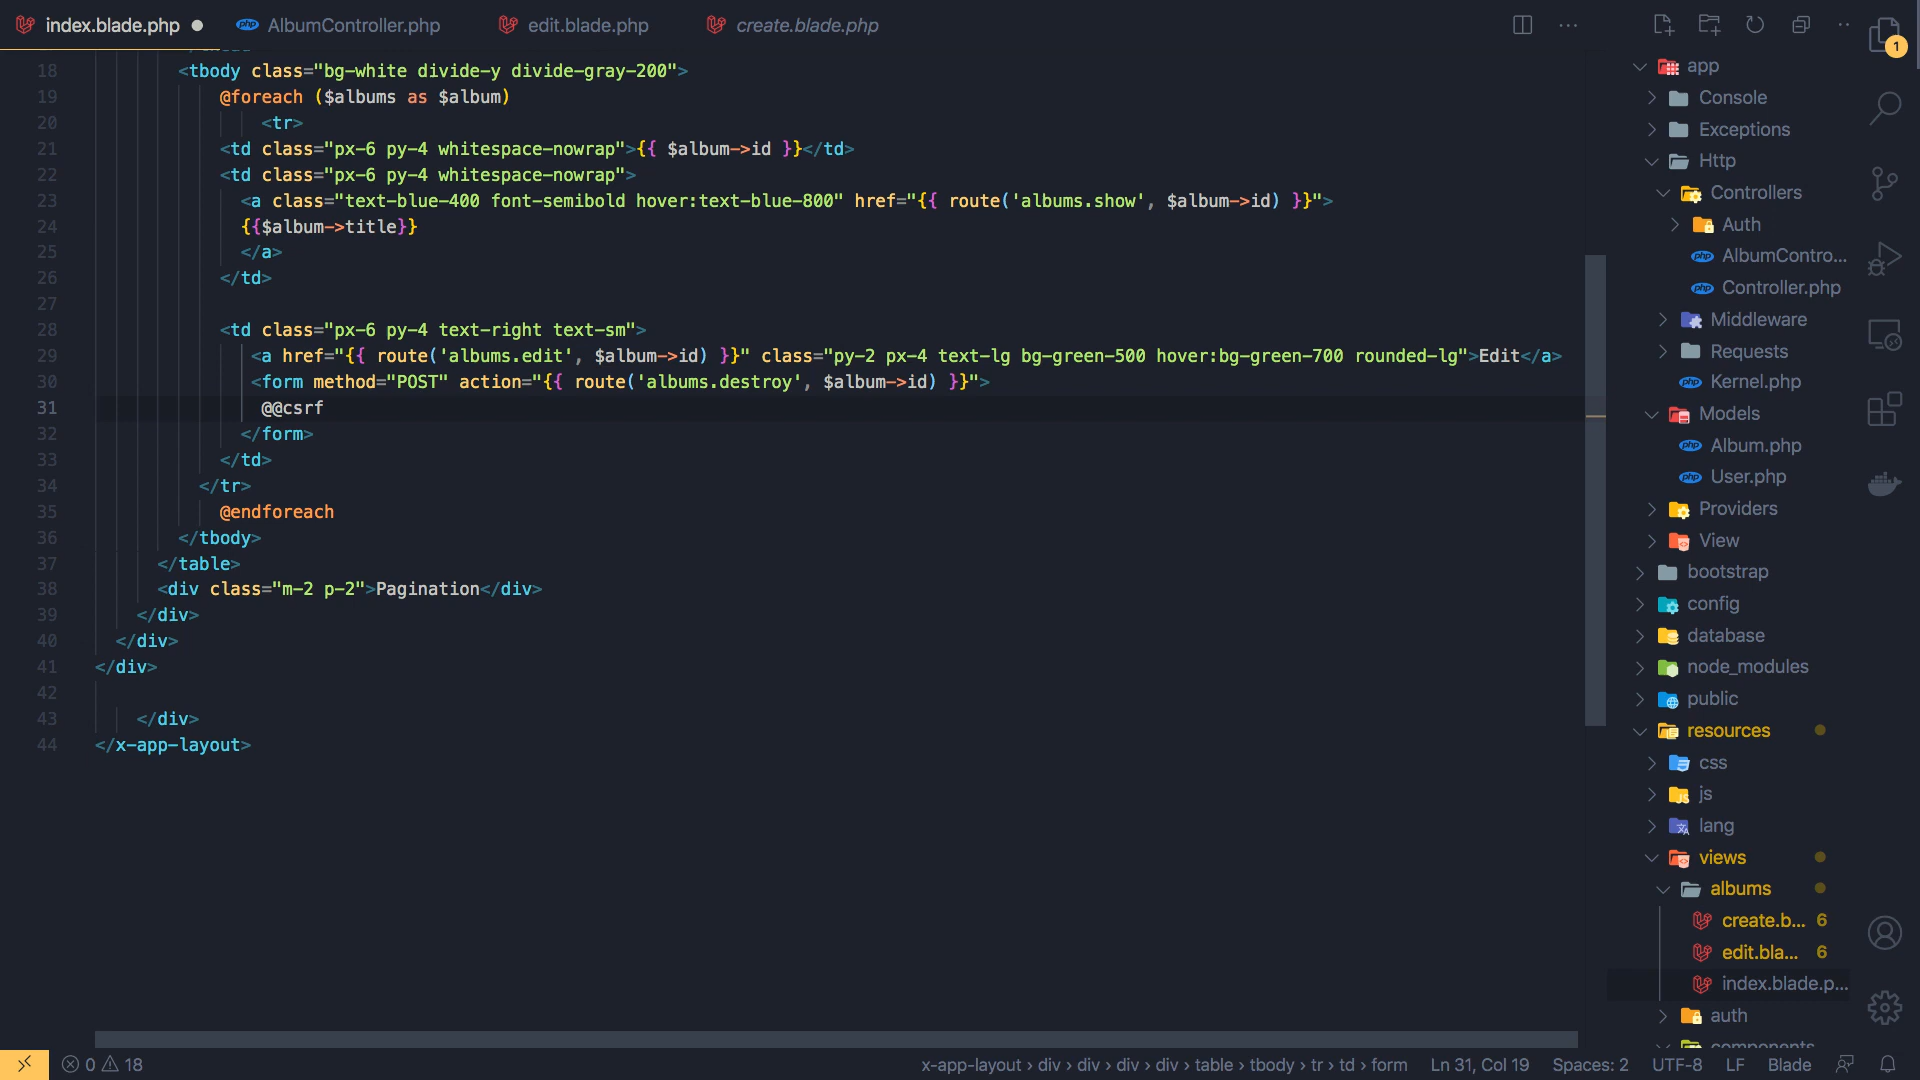 index.blade.php ● AlbumController.php edit.blade.php create.blade.php
18 <tbody class="bg-white divide-y divide-gray-200">
19 @foreach ($albums as $album)
20 <tr>
21 <td class="px-6 py-4 whitespace-nowrap">{{ $album->id }}</td>
22 <td class="px-6 py-4 whitespace-nowrap">
23 <a class="text-blue-400 font-semibold hover:text-blue-800" href="{{ route('albums.show', $album->id) }}">
24 {{$album->title}}
25 </a>
26 </td>
27
28 <td class="px-6 py-4 text-right text-sm">
29 <a href="{{ route('albums.edit', $album->id) }}" class="py-2 px-4 text-lg bg-green-500 hover:bg-green-700 rounded-lg">Edit</a>
30 <form method="POST" action="{{ route('albums.destroy', $album->id) }}">
31 @@csrf
32 </form>
33 </td>
34 </tr>
35 @endforeach
36 </tbody>
37 </table>
38 <div class="m-2 p-2">Pagination</div>
39 </div>
40 </div>
41 </div>
42
43 </div>
44 </x-app-layout>
app
Console
Exceptions
Http
Controllers
Auth
php AlbumContro...
php Controller.php
Middleware
Requests
php Kernel.php
Models
php Album.php
php User.php
Providers
View
bootstrap
config
database
node_modules
public
resources
css
js
lang
views
albums
create.b... 6
edit.bla... 6
index.blade.p...
auth
components
1
0 18
x-app-layout › div › div › div › div › table › tbody › tr › td › form Ln 31, Col 19 Spaces: 2 UTF-8 LF Blade